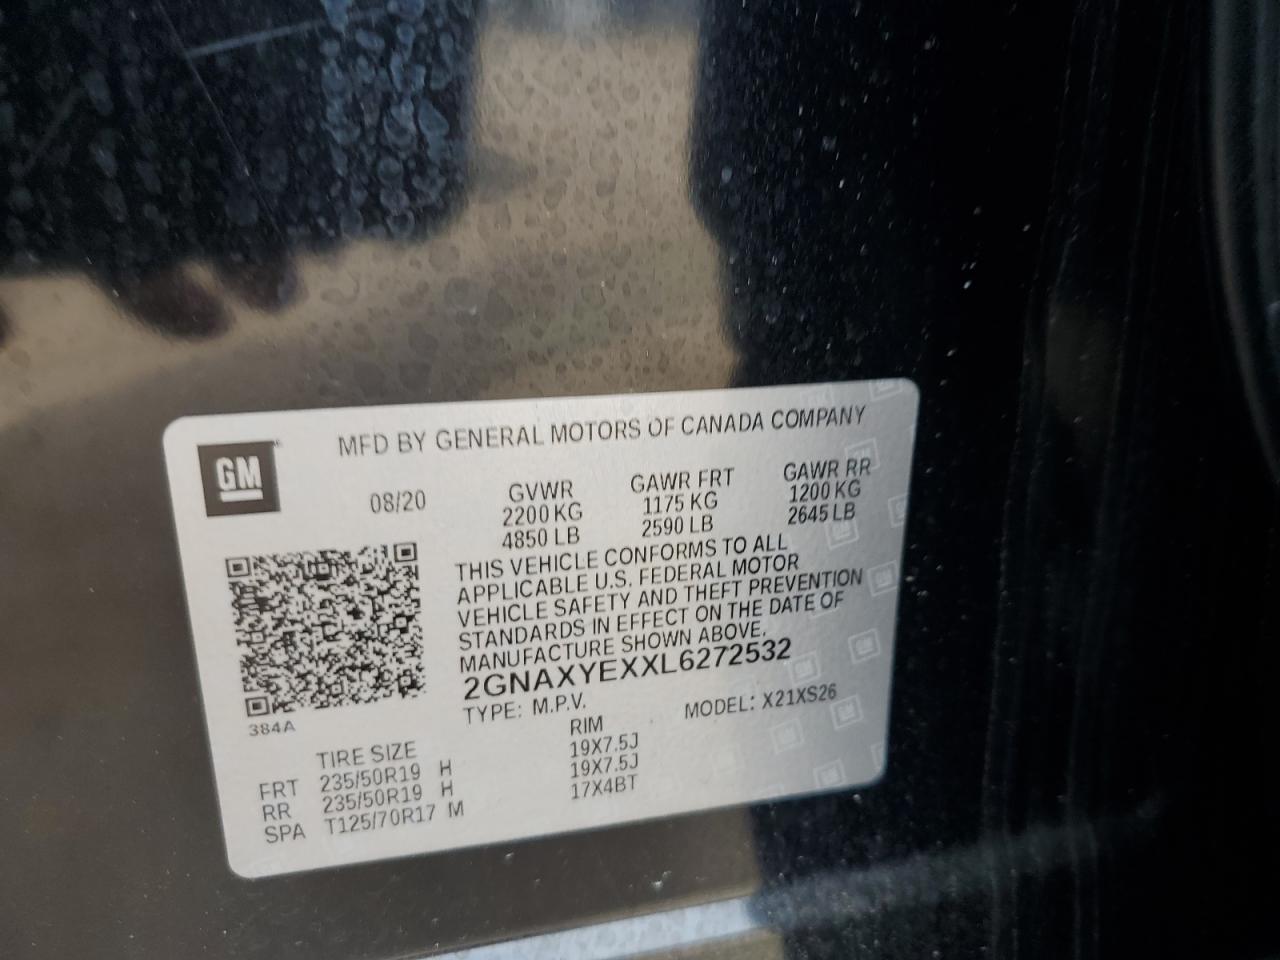 GM
MFD BY GENERAL MOTORS OF CANADA COMPANY
08/20
GVWR GAWR FRT GAWR RR
2200 KG 1175 KG 1200 KG
4850 LB 2590 LB 2645 LB
THIS VEHICLE CONFORMS TO ALL
APPLICABLE U.S. FEDERAL MOTOR
VEHICLE SAFETY AND THEFT PREVENTION
STANDARDS IN EFFECT ON THE DATE OF
MANUFACTURE SHOWN ABOVE.
2GNAXYEXXL6272532
TYPE: M.P.V. MODEL: X21XS26
384A
TIRE SIZE RIM
FRT 235/50R19 H 19X7.5J
RR 235/50R19 H 19X7.5J
SPA T125/70R17 M 17X4BT